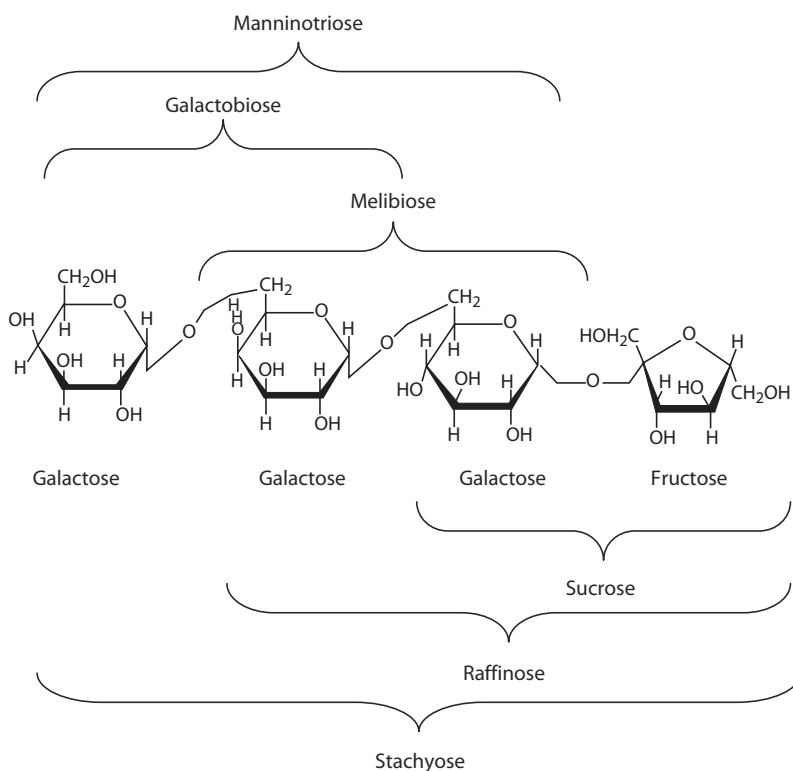 Manninotriose
Galactobiose
Melibiose
CH2OH
O
H
OH
H
H
OH
H
H
OH
O
CH2
H
H
O
H
O
H
OH
H
H
OH
O
CH2
O
H
H
H
HO
OH
H
H
OH
O
HOH2C
O
H
H
HO
CH2OH
OH
H
Galactose Galactose Galactose Fructose
Sucrose
Raffinose
Stachyose